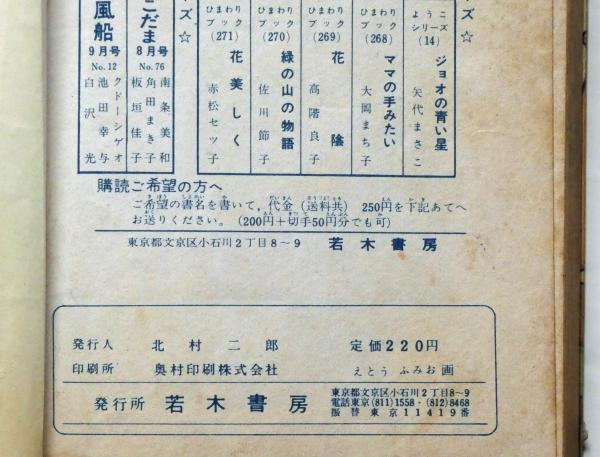 ズ☆
ようこ
シリーズ
(14)
ジョオの青い星
矢代まさこ
ひまわり
ブック
(268)
ママの手みたい
大岡まち子
ひまわり
ブック
(269)
花陰
高階良子
ひまわり
ブック
(270)
緑の山の物語
佐川節子
ひまわり
ブック
(271)
花美しく
赤松セツ子
ズ☆
こだま
8月号
No.76
南条美和
角田まき子
板垣佳子
風船
9月号
No.12
クドーシゲオ
池田幸与
白沢光
購読ご希望の方へ
ご希望の書名を書いて,代金(送料共) 250円を下記あてへ
お送りください。(200円+切手50円分でも可)
東京都文京区小石川2丁目8〜9 若木書房
発行人 北村二郎 定価220円
印刷所 奥村印刷株式会社 えとう ふみお 画
発行所 若木書房
東京都文京区小石川2丁目8〜9
電話東京(811)1558・(812)8468
振替東京11419番